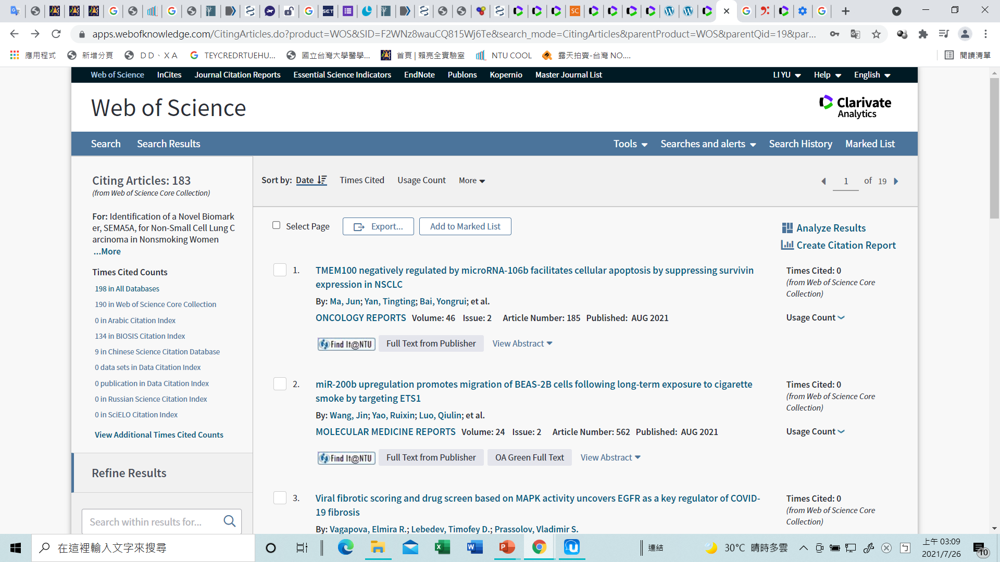 apps.webofknowledge.com/CitingArticles.do?product=WOS&SID=F2WNz8wauCQ815Wj6Te&search_mode=CitingArticles&parentProduct=WOS&parentQid=19&par...
應用程式 新增分頁 D D、X A TEYCREDRTUEHU... 國立台灣大學醫學... 首頁 | 賴亮全實驗室 NTU COOL 露天拍賣-台灣 NO.... 閱讀清單
Web of Science InCites Journal Citation Reports Essential Science Indicators EndNote Publons Kopernio Master Journal List LI YU Help English
Web of Science
Clarivate
Analytics
Search Search Results Tools Searches and alerts Search History Marked List
Citing Articles: 183
(from Web of Science Core Collection)
For: Identification of a Novel Biomark
er, SEMA5A, for Non-Small Cell Lung C
arcinoma in Nonsmoking Women
...More
Times Cited Counts
198 in All Databases
190 in Web of Science Core Collection
0 in Arabic Citation Index
134 in BIOSIS Citation Index
9 in Chinese Science Citation Database
0 data sets in Data Citation Index
0 publication in Data Citation Index
0 in Russian Science Citation Index
0 in SciELO Citation Index
View Additional Times Cited Counts
Refine Results
Search within results for...
Sort by: Date Times Cited Usage Count More
1 of 19
Select Page Export... Add to Marked List
Analyze Results
Create Citation Report
1. TMEM100 negatively regulated by microRNA-106b facilitates cellular apoptosis by suppressing survivin
expression in NSCLC
By: Ma, Jun; Yan, Tingting; Bai, Yongrui; et al.
ONCOLOGY REPORTS Volume: 46 Issue: 2 Article Number: 185 Published: AUG 2021
Find It@NTU Full Text from Publisher View Abstract
Times Cited: 0
(from Web of Science Core
Collection)
Usage Count
2. miR-200b upregulation promotes migration of BEAS-2B cells following long-term exposure to cigarette
smoke by targeting ETS1
By: Wang, Jin; Yao, Ruixin; Luo, Qiulin; et al.
MOLECULAR MEDICINE REPORTS Volume: 24 Issue: 2 Article Number: 562 Published: AUG 2021
Find It@NTU Full Text from Publisher OA Green Full Text View Abstract
Times Cited: 0
(from Web of Science Core
Collection)
Usage Count
3. Viral fibrotic scoring and drug screen based on MAPK activity uncovers EGFR as a key regulator of COVID-
19 fibrosis
By: Vagapova, Elmira R.; Lebedev, Timofey D.; Prassolov, Vladimir S.
Times Cited: 0
(from Web of Science Core
Collection)
在這裡輸入文字來搜尋 連結 30°C 晴時多雲 上午 03:09
2021/7/26 10